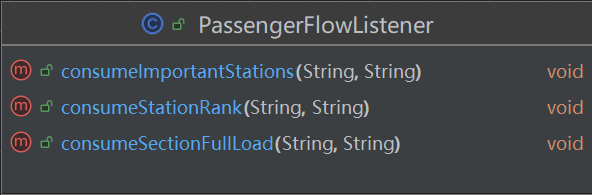 PassengerFlowListener
consumeImportantStations(String, String) void
consumeStationRank(String, String) void
consumeSectionFullLoad(String, String) void